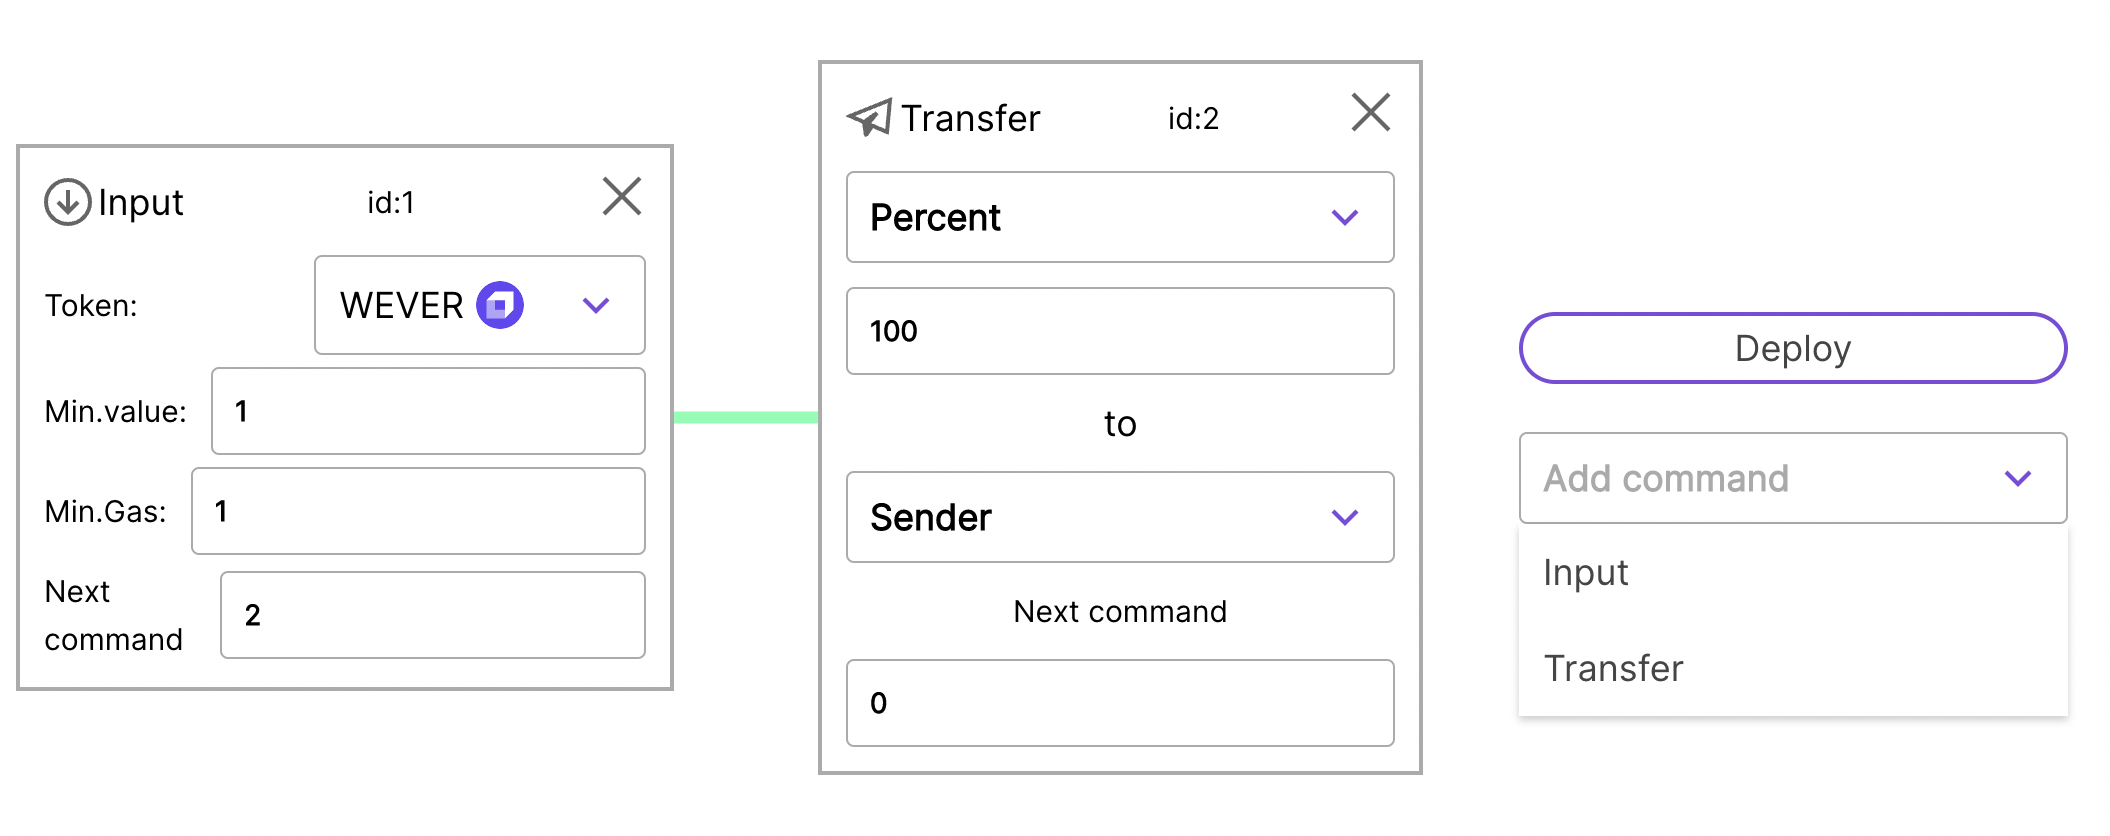 Input
id:1
Token:
WEVER
Min.value:
1
Min.Gas:
1
Next
command
2
Transfer
id:2
Percent
100
to
Sender
Next command
0
Deploy
Add command
Input
Transfer